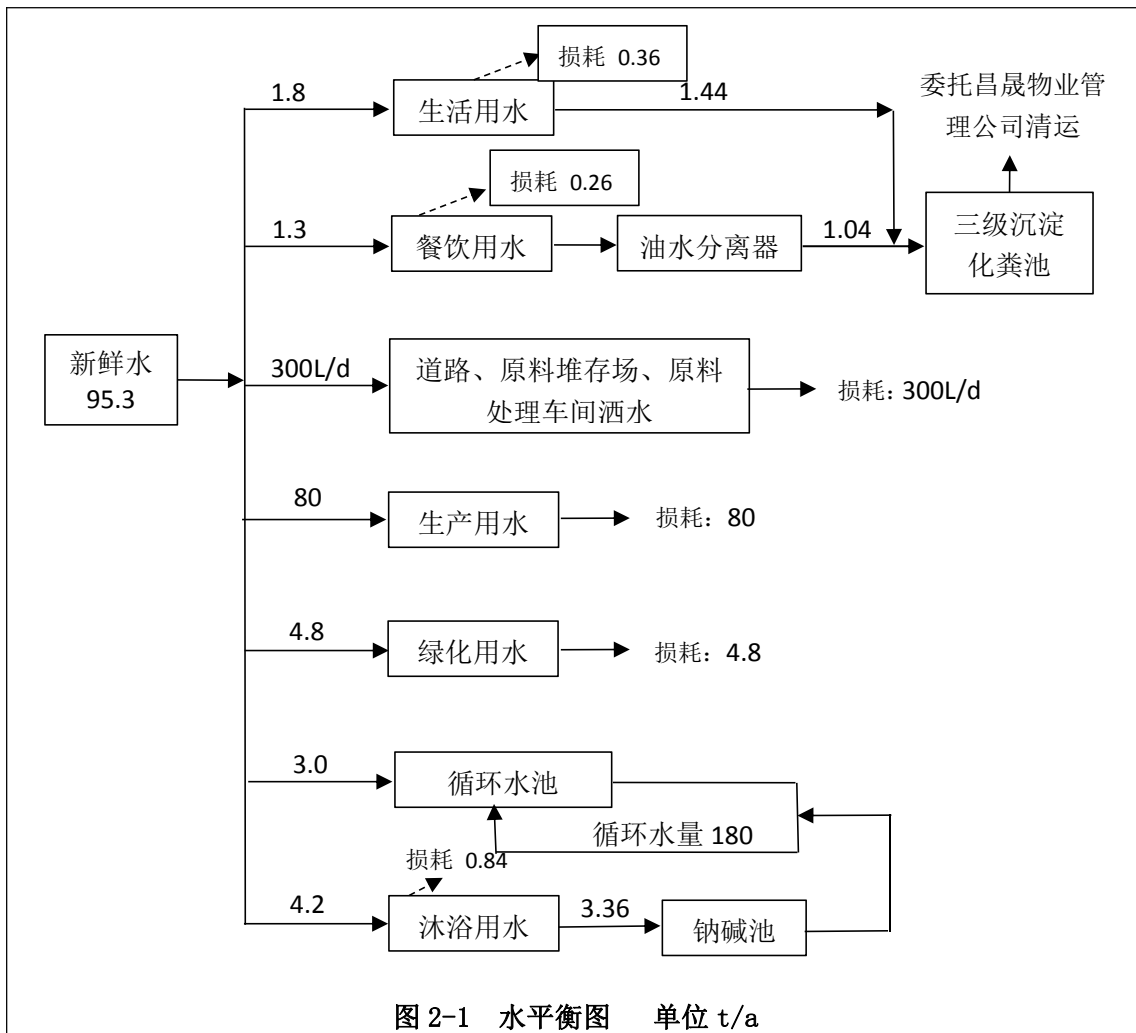 损耗 0.36
1.8
生活用水
1.44
委托昌晟物业管
理公司清运
损耗 0.26
1.3
餐饮用水
油水分离器
1.04
三级沉淀
化粪池
新鲜水
95.3
300L/d
道路、原料堆存场、原料
处理车间洒水
损耗：300L/d
80
生产用水
损耗：80
4.8
绿化用水
损耗：4.8
3.0
循环水池
循环水量 180
损耗 0.84
4.2
沐浴用水
3.36
钠碱池
图 2-1 水平衡图 单位 t/a